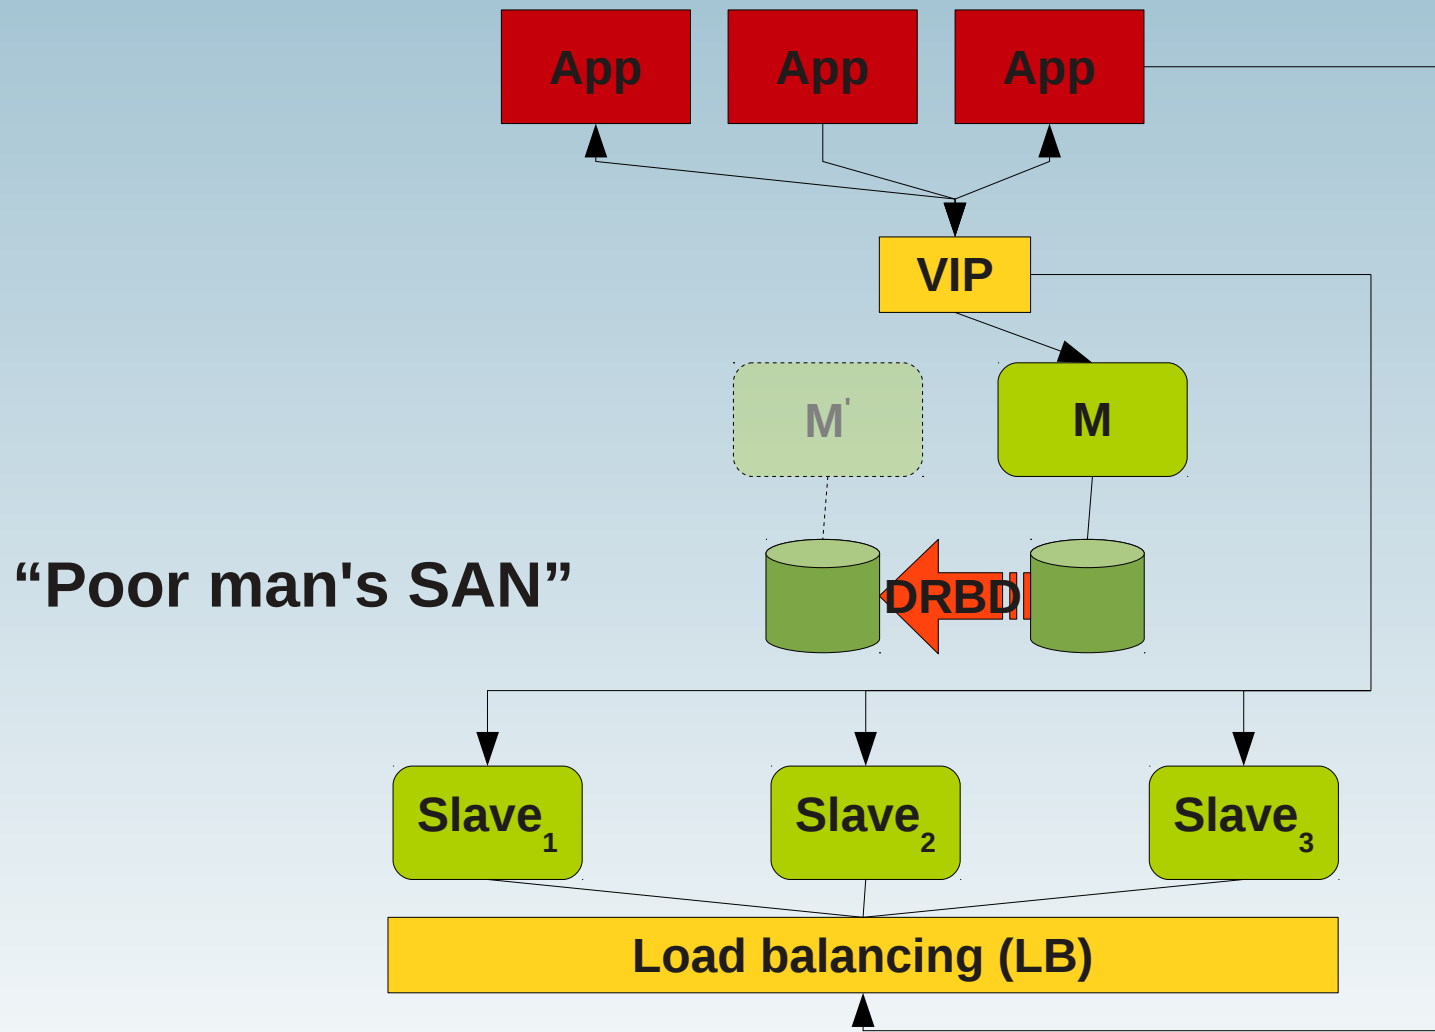 App
App
App
VIP
M'
M
“Poor man's SAN”
DRBD
Slave1
Slave2
Slave3
Load balancing (LB)